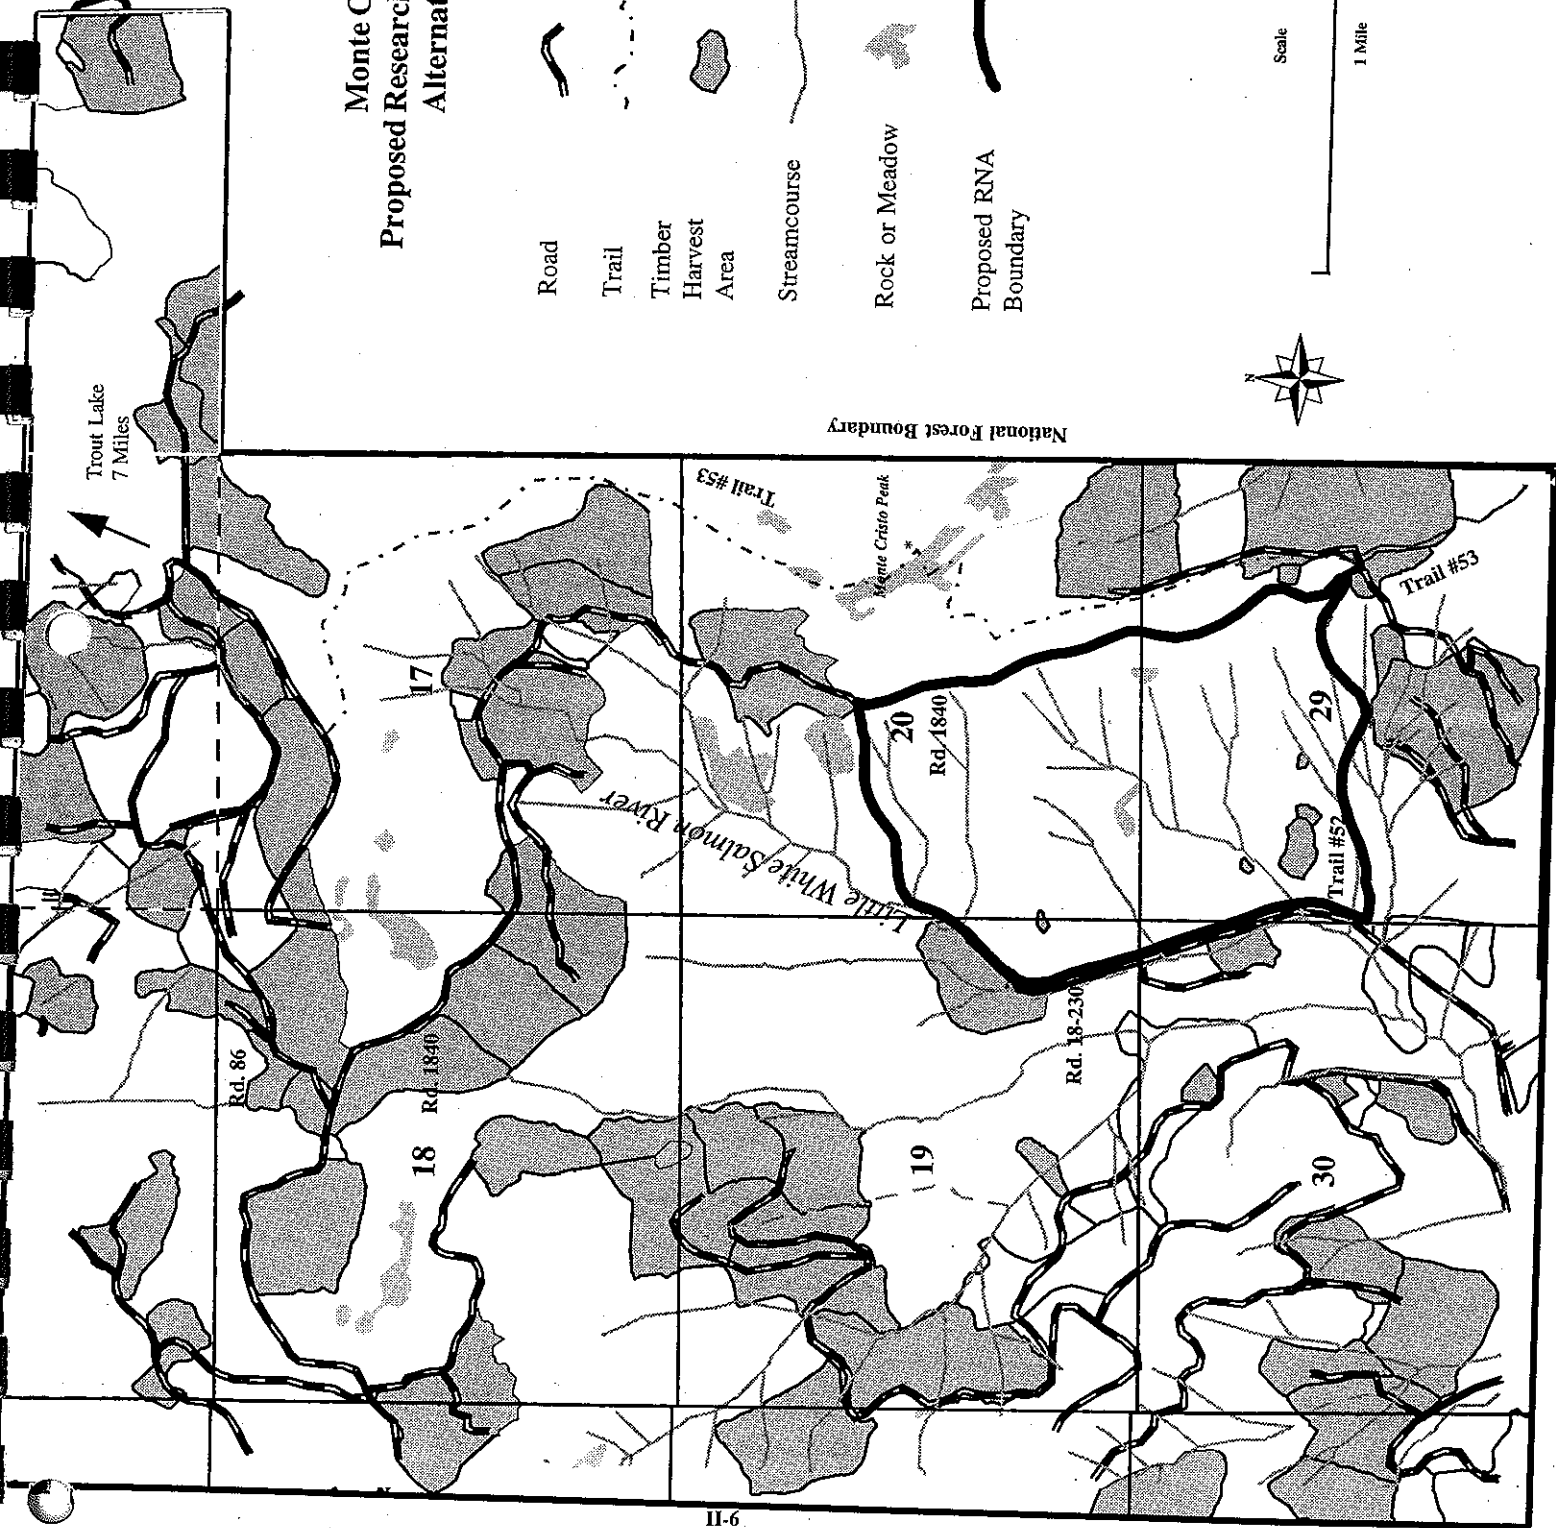 Monte C
Proposed Research
Alternat
Road
Trail
Timber
Harvest
Area
Streamcourse
Rock or Meadow
Proposed RNA
Boundary
Scale
1 Mile
N
National Forest Boundary
Trout Lake
7 Miles
Trail #53
Monte Cristo Peak
*
Trail #53
17
20
Rd. 1840
29
Little White Salmon River
Trail #52
Rd. 86
Rd. 1840
Rd. 18-230
18
19
30
II-6